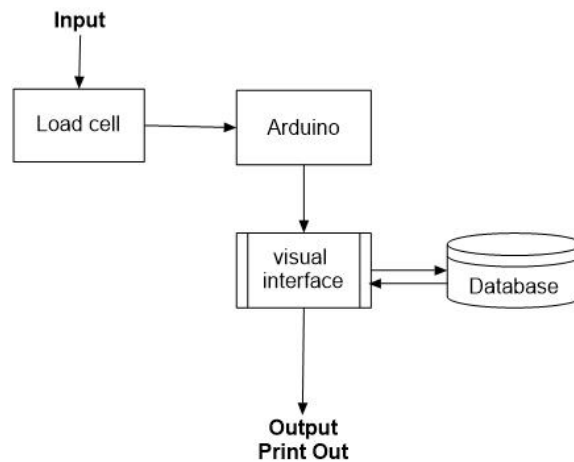 Input
Load cell
Arduino
visual
interface
Database
Output
Print Out